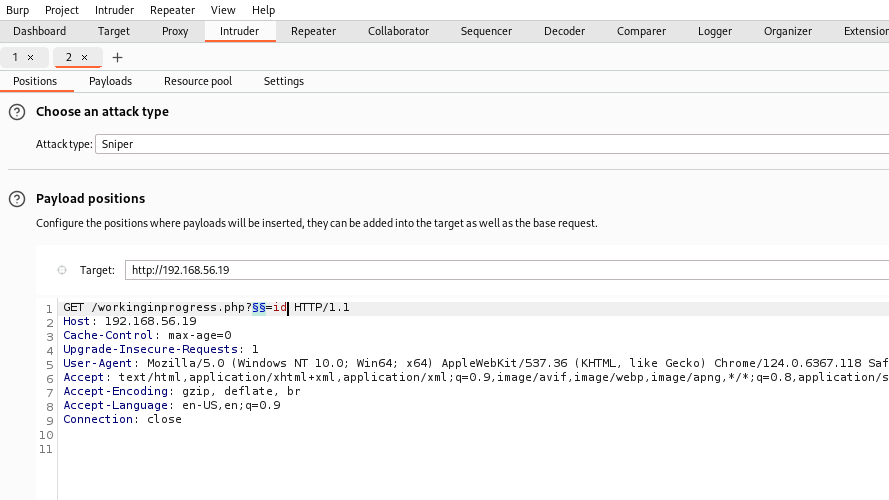 Burp Project Intruder Repeater View Help
Dashboard Target Proxy Intruder Repeater Collaborator Sequencer Decoder Comparer Logger Organizer Extension
1 × 2 × +
Positions Payloads Resource pool Settings
? Choose an attack type
Attack type: Sniper
? Payload positions
Configure the positions where payloads will be inserted, they can be added into the target as well as the base request.
Target: http://192.168.56.19
1 GET /workinginprogress.php?§§=id HTTP/1.1
2 Host: 192.168.56.19
3 Cache-Control: max-age=0
4 Upgrade-Insecure-Requests: 1
5 User-Agent: Mozilla/5.0 (Windows NT 10.0; Win64; x64) AppleWebKit/537.36 (KHTML, like Gecko) Chrome/124.0.6367.118 Saf
6 Accept: text/html,application/xhtml+xml,application/xml;q=0.9,image/avif,image/webp,image/apng,*/*;q=0.8,application/s
7 Accept-Encoding: gzip, deflate, br
8 Accept-Language: en-US,en;q=0.9
9 Connection: close
10
11